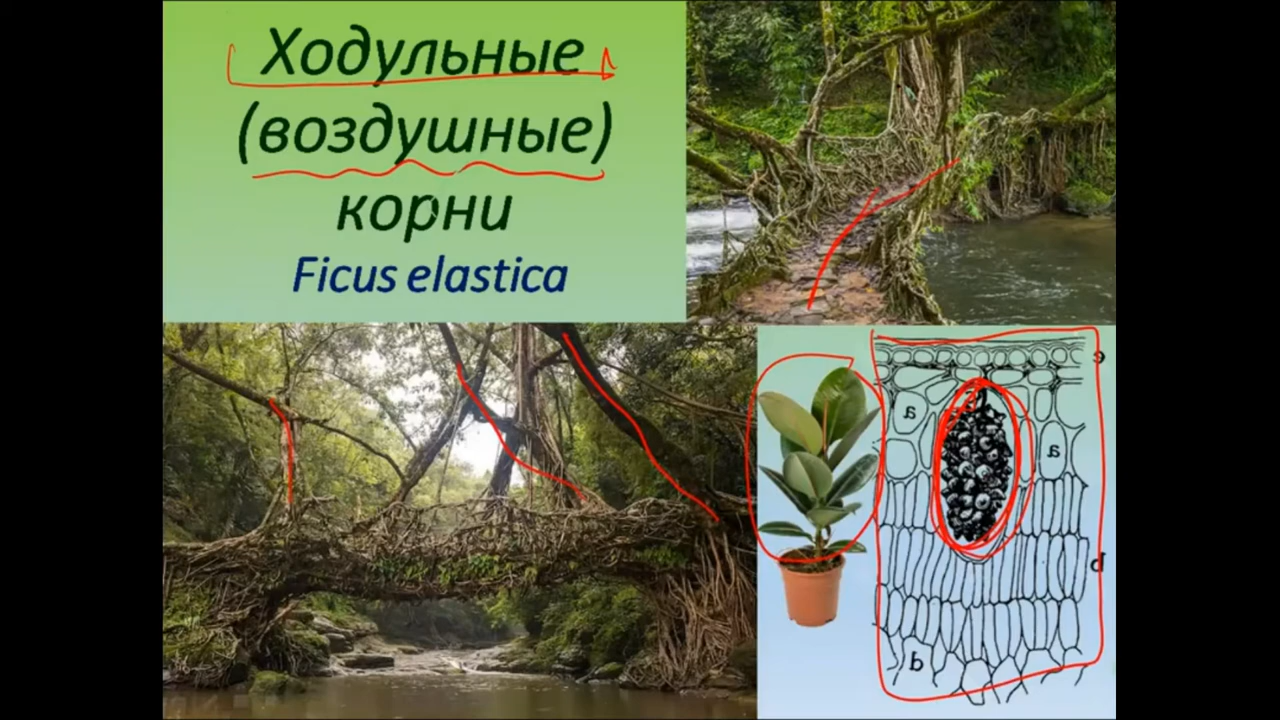 Ходульные
(воздушные)
корни
Ficus elastica
e
a
a
b
d